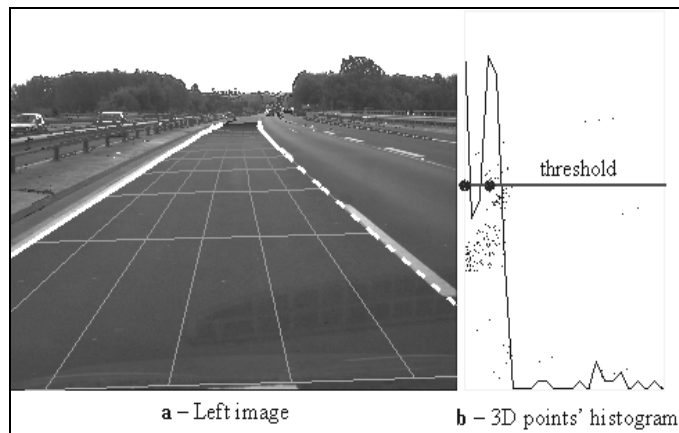 threshold
a – Left image
b – 3D points' histogram